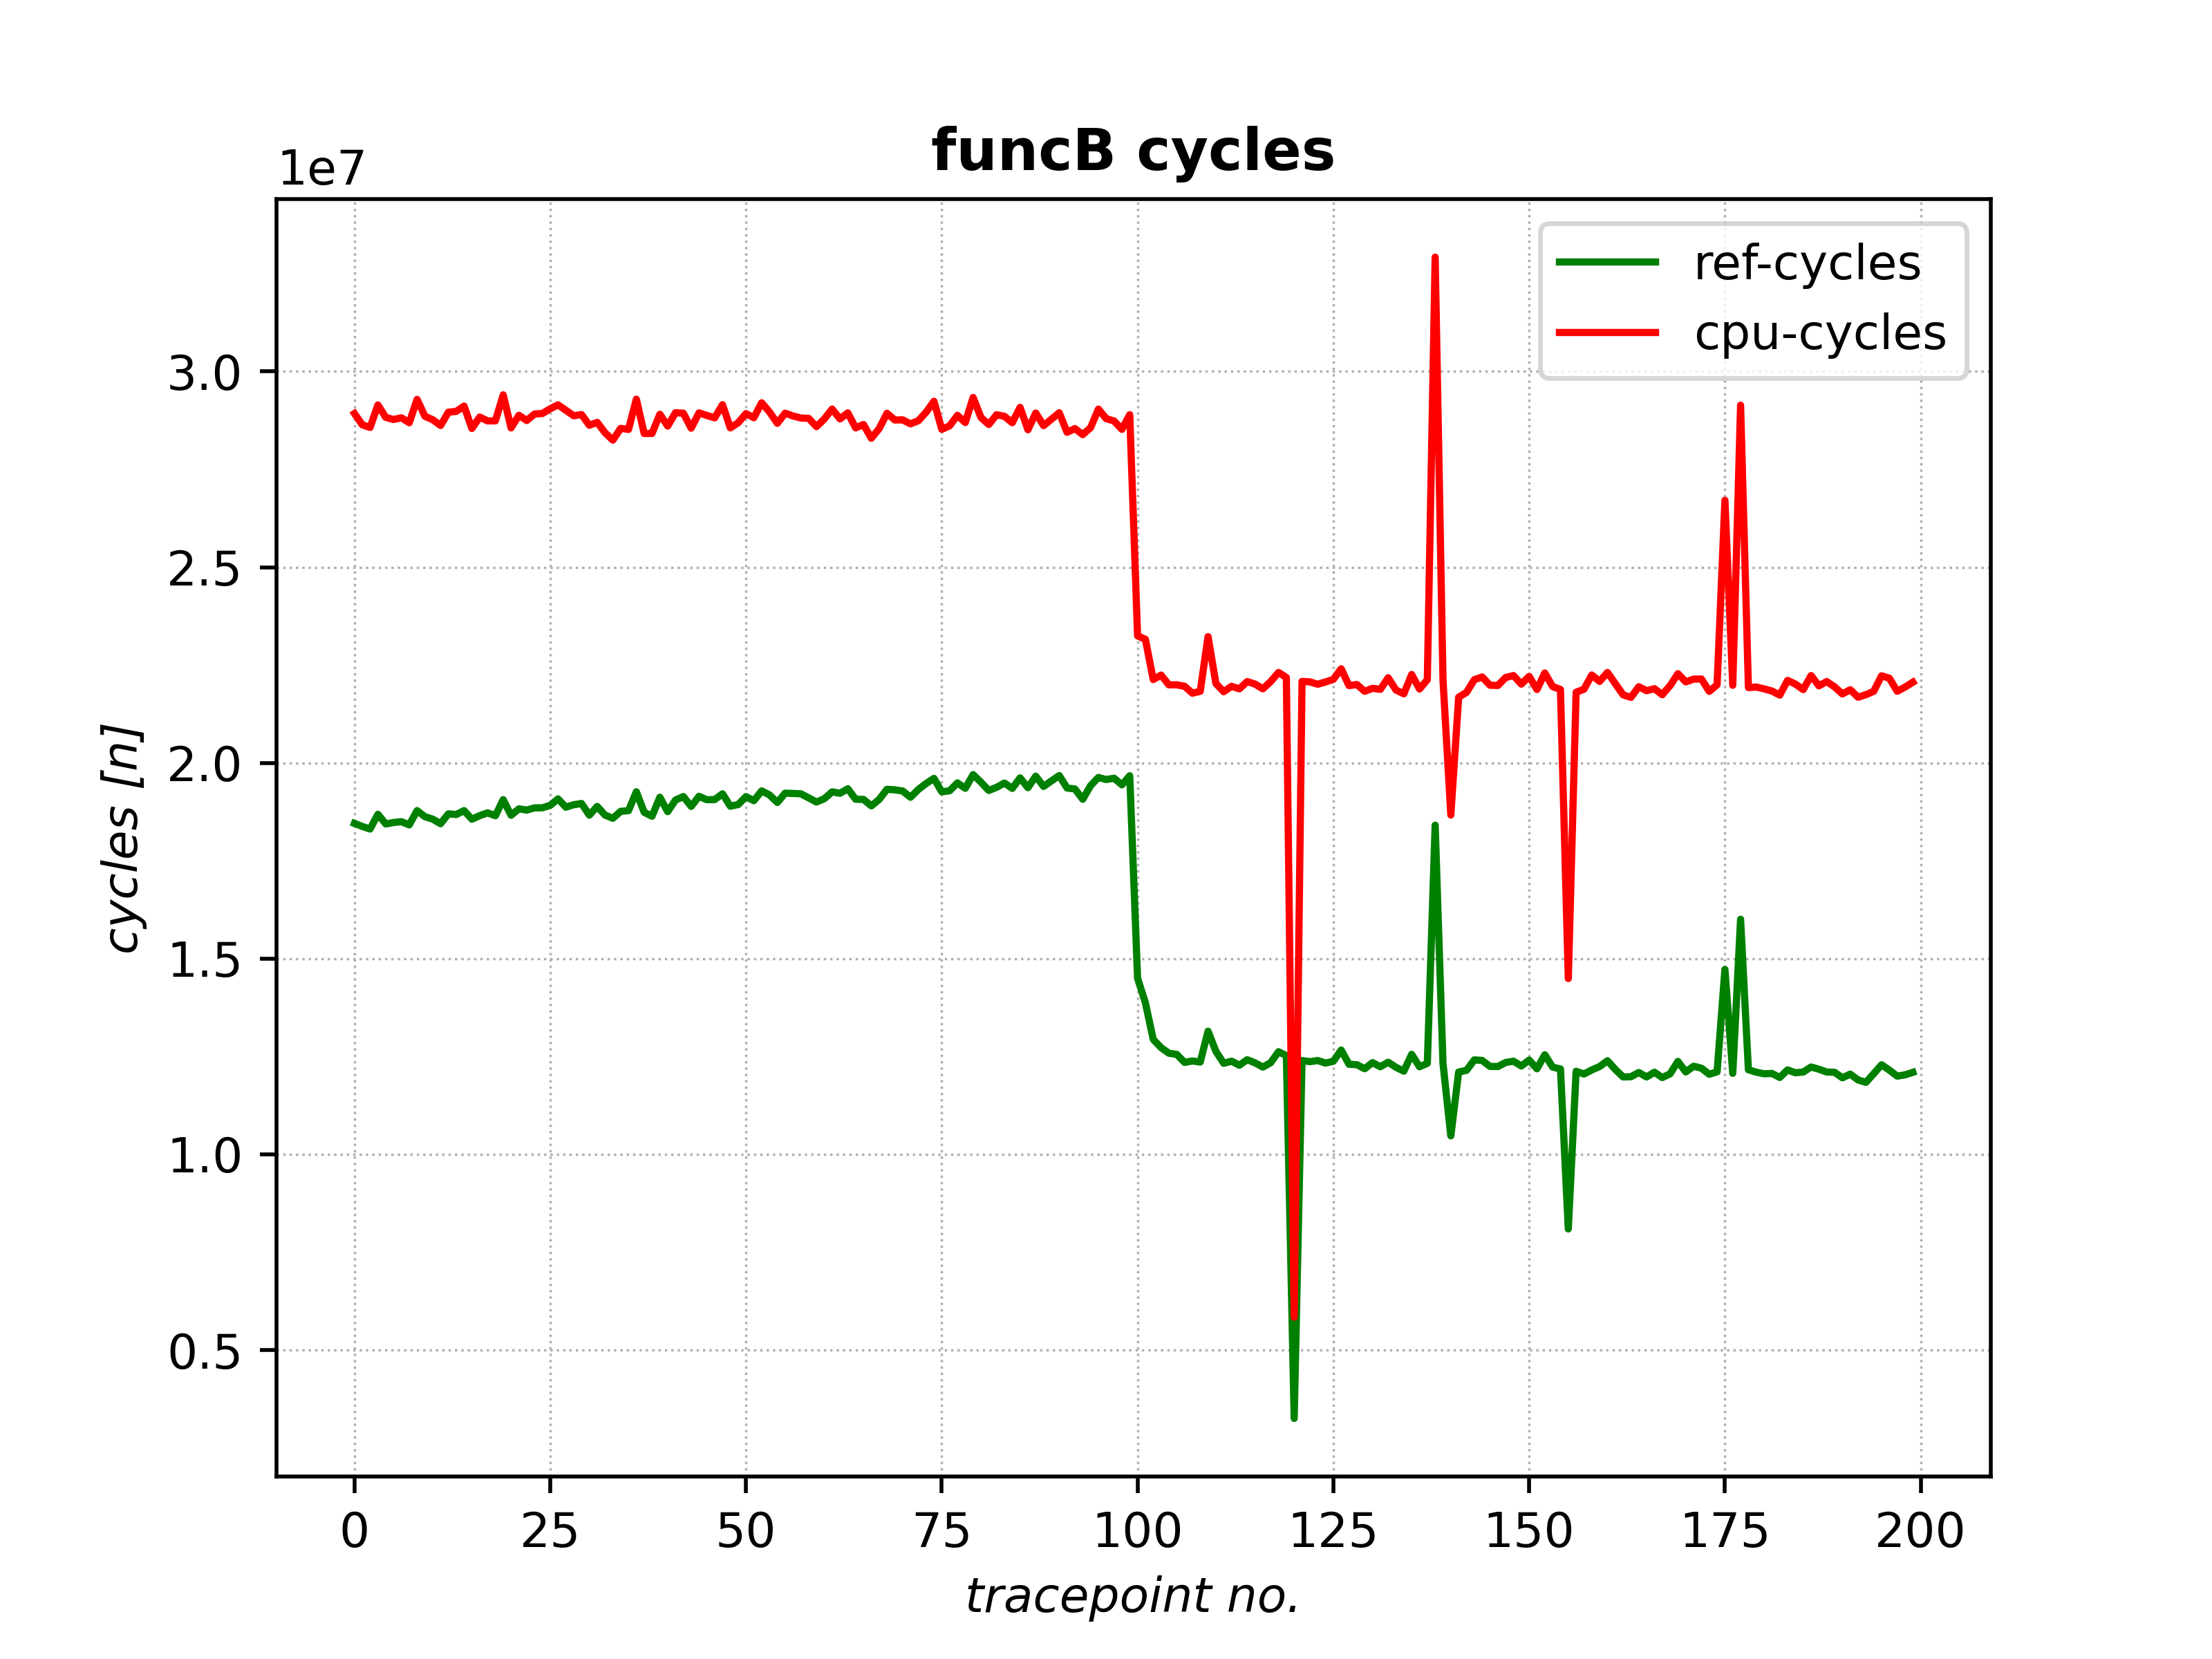 funcB cycles
1e7
ref-cycles
cpu-cycles
3.0
2.5
2.0
1.5
1.0
0.5
cycles [n]
0 25 50 75 100 125 150 175 200
tracepoint no.